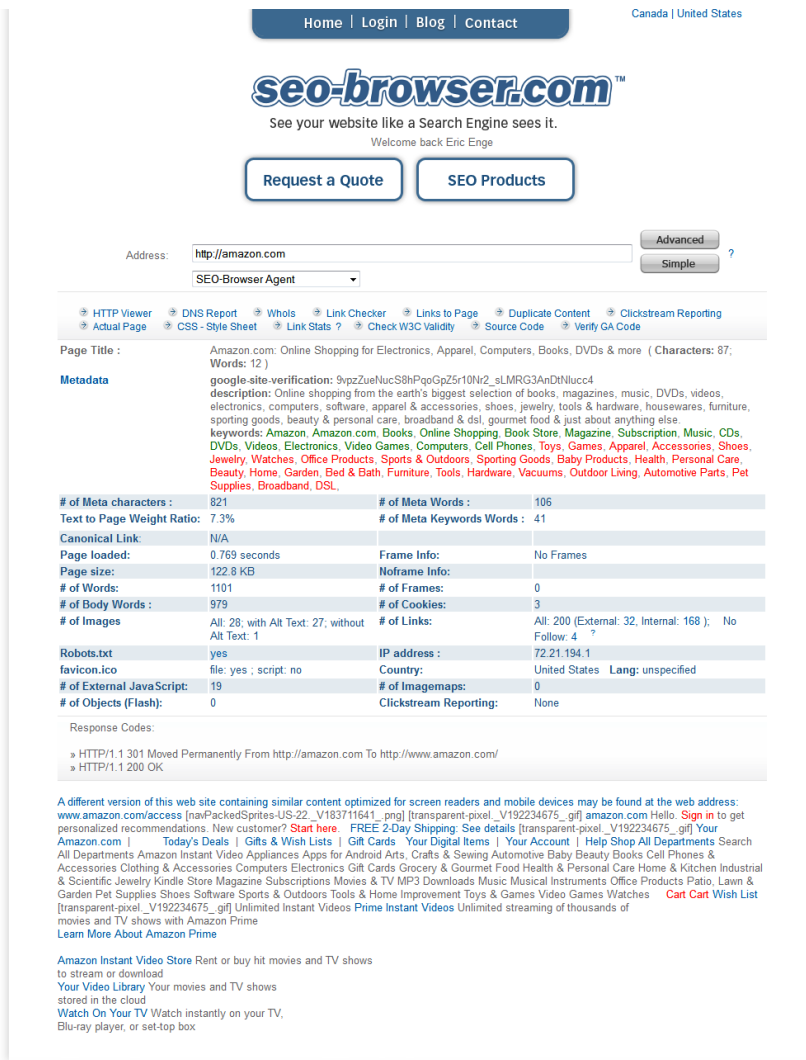 Canada | United States
Home | Login | Blog | Contact
seo-browser.com™
See your website like a Search Engine sees it.
Welcome back Eric Enge
Request a Quote SEO Products
Advanced
Address: http://amazon.com ?
Simple
SEO-Browser Agent
HTTP Viewer DNS Report WhoIs Link Checker Links to Page Duplicate Content Clickstream Reporting
Actual Page CSS - Style Sheet Link Stats ? Check W3C Validity Source Code Verify GA Code
Page Title : Amazon.com: Online Shopping for Electronics, Apparel, Computers, Books, DVDs & more ( Characters: 87;
Words: 12 )
Metadata google-site-verification: 9vpzZueNucS8hPqoGpZ5r10Nr2_sLMRG3AnDtNlucc4
description: Online shopping from the earth's biggest selection of books, magazines, music, DVDs, videos,
electronics, computers, software, apparel & accessories, shoes, jewelry, tools & hardware, housewares, furniture,
sporting goods, beauty & personal care, broadband & dsl, gourmet food & just about anything else.
keywords: Amazon, Amazon.com, Books, Online Shopping, Book Store, Magazine, Subscription, Music, CDs,
DVDs, Videos, Electronics, Video Games, Computers, Cell Phones, Toys, Games, Apparel, Accessories, Shoes,
Jewelry, Watches, Office Products, Sports & Outdoors, Sporting Goods, Baby Products, Health, Personal Care,
Beauty, Home, Garden, Bed & Bath, Furniture, Tools, Hardware, Vacuums, Outdoor Living, Automotive Parts, Pet
Supplies, Broadband, DSL,
# of Meta characters : 821 # of Meta Words : 106
Text to Page Weight Ratio: 7.3% # of Meta Keywords Words : 41
Canonical Link: N/A
Page loaded: 0.769 seconds Frame Info: No Frames
Page size: 122.8 KB Noframe Info:
# of Words: 1101 # of Frames: 0
# of Body Words : 979 # of Cookies: 3
# of Images All: 28; with Alt Text: 27; without # of Links: All: 200 (External: 32, Internal: 168 ); No
Alt Text: 1 Follow: 4 ?
Robots.txt yes IP address : 72.21.194.1
favicon.ico file: yes ; script: no Country: United States Lang: unspecified
# of External JavaScript: 19 # of Imagemaps: 0
# of Objects (Flash): 0 Clickstream Reporting: None
Response Codes:
» HTTP/1.1 301 Moved Permanently From http://amazon.com To http://www.amazon.com/
» HTTP/1.1 200 OK
A different version of this web site containing similar content optimized for screen readers and mobile devices may be found at the web address:
www.amazon.com/access [navPackedSprites-US-22._V183711641_.png] [transparent-pixel._V192234675_.gif] amazon.com Hello. Sign in to get
personalized recommendations. New customer? Start here. FREE 2-Day Shipping: See details [transparent-pixel._V192234675_.gif] Your
Amazon.com | Today's Deals | Gifts & Wish Lists | Gift Cards Your Digital Items | Your Account | Help Shop All Departments Search
All Departments Amazon Instant Video Appliances Apps for Android Arts, Crafts & Sewing Automotive Baby Beauty Books Cell Phones &
Accessories Clothing & Accessories Computers Electronics Gift Cards Grocery & Gourmet Food Health & Personal Care Home & Kitchen Industrial
& Scientific Jewelry Kindle Store Magazine Subscriptions Movies & TV MP3 Downloads Music Musical Instruments Office Products Patio, Lawn &
Garden Pet Supplies Shoes Software Sports & Outdoors Tools & Home Improvement Toys & Games Video Games Watches Cart Cart Wish List
[transparent-pixel._V192234675_.gif] Unlimited Instant Videos Prime Instant Videos Unlimited streaming of thousands of
movies and TV shows with Amazon Prime
Learn More About Amazon Prime
Amazon Instant Video Store Rent or buy hit movies and TV shows
to stream or download
Your Video Library Your movies and TV shows
stored in the cloud
Watch On Your TV Watch instantly on your TV,
Blu-ray player, or set-top box